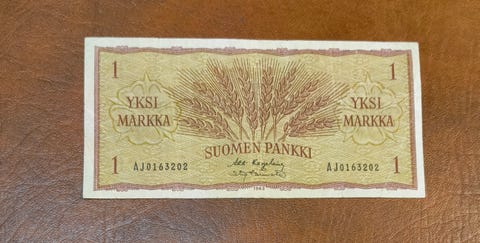 1 1
YKSI MARKKA YKSI MARKKA
SUOMEN PANKKI
1 AJ0163202 AJ0163202 1
1963